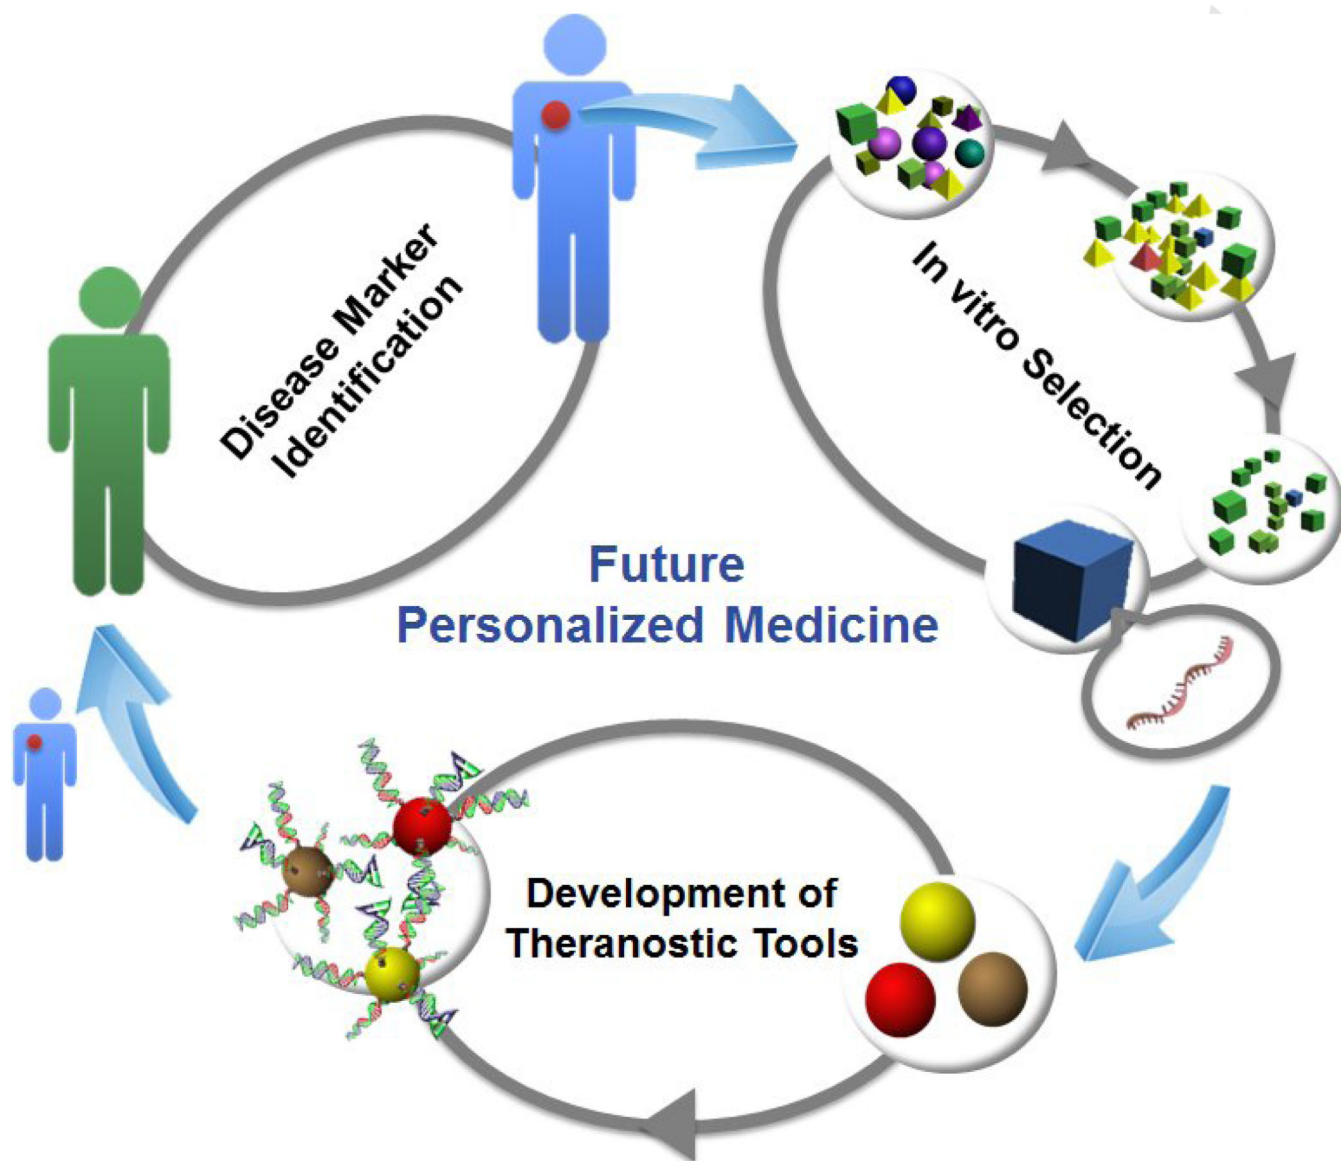 Disease Marker
Identification
In vitro Selection
Future
Personalized Medicine
Development of
Theranostic Tools